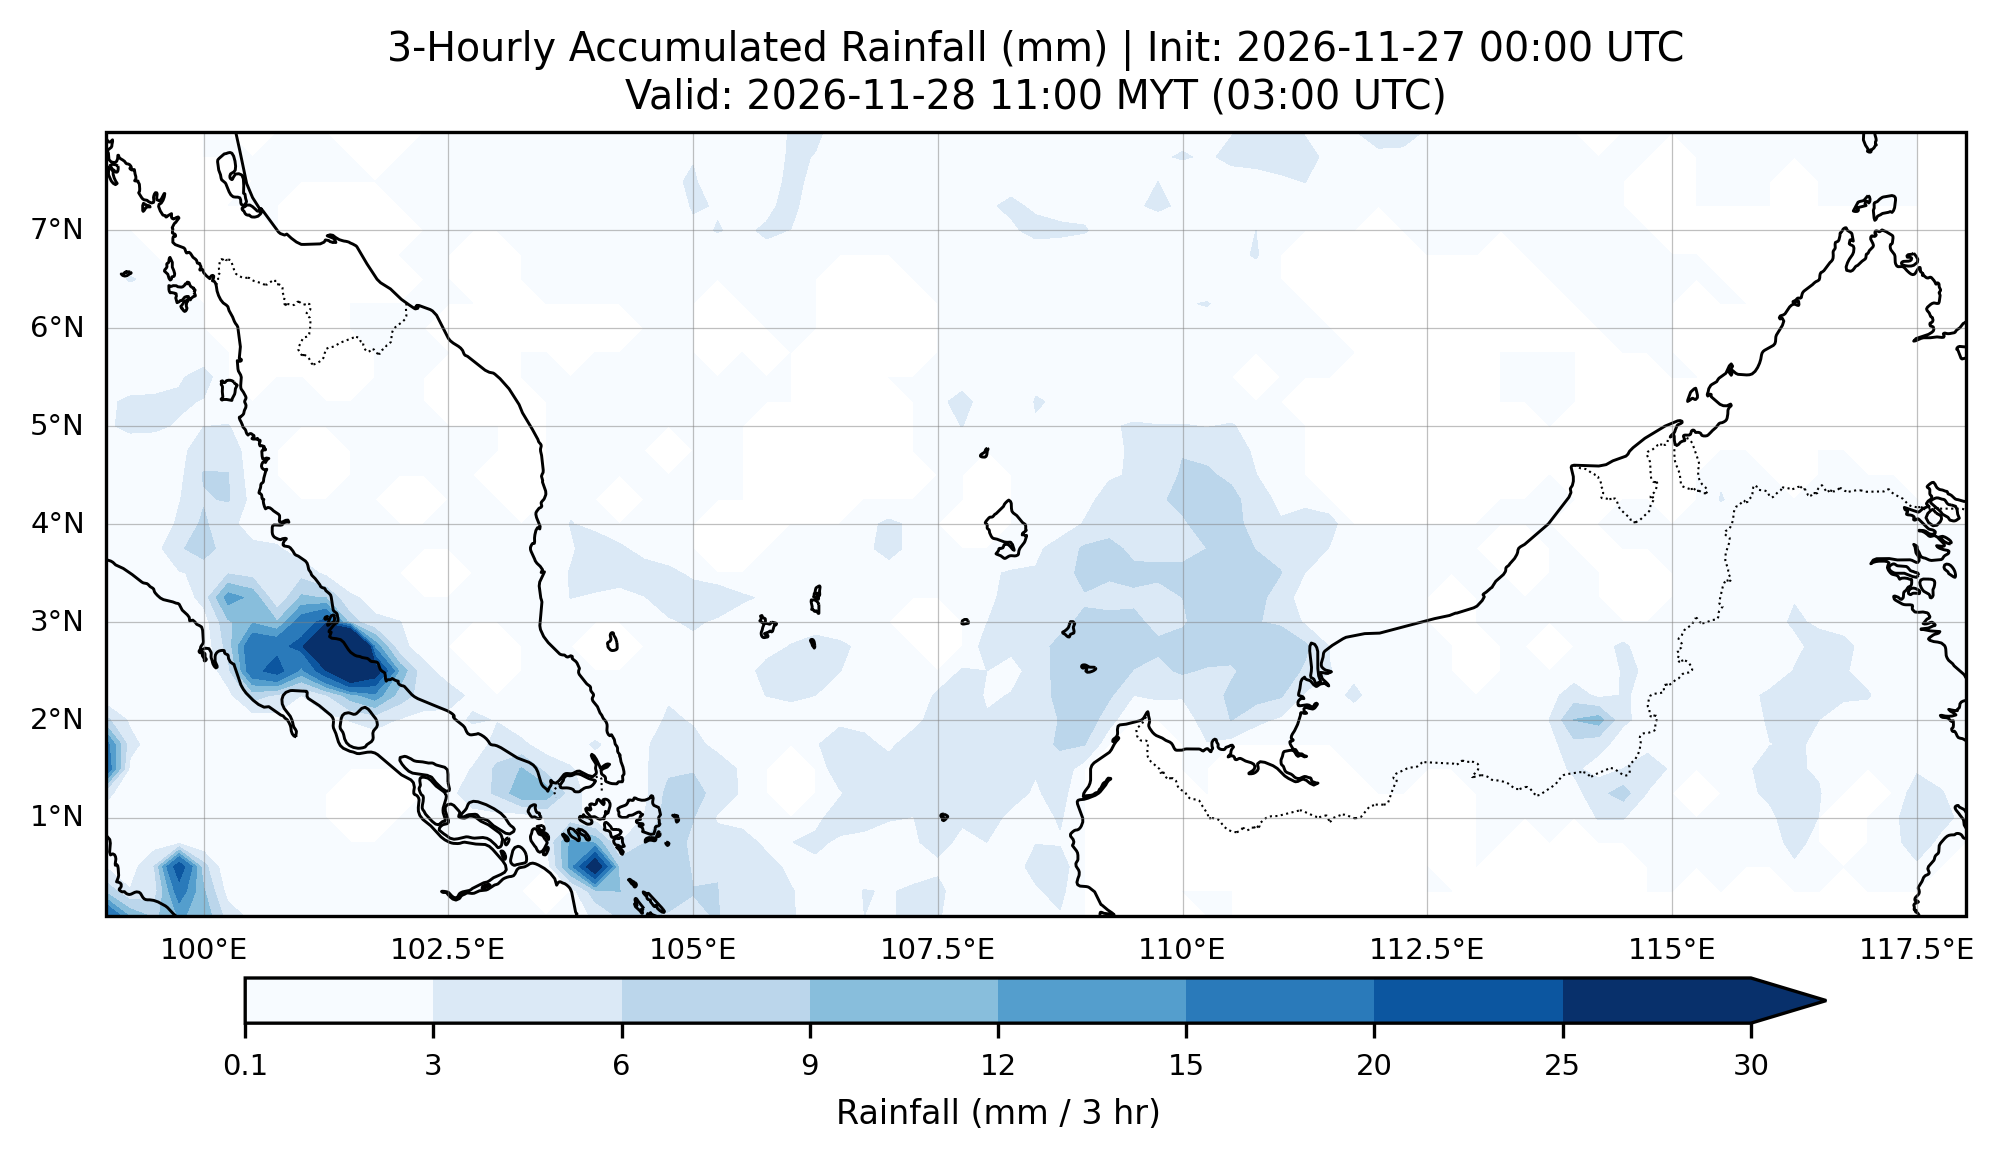 3-Hourly Accumulated Rainfall (mm) | Init: 2026-11-27 00:00 UTC
Valid: 2026-11-28 11:00 MYT (03:00 UTC)
7°N
6°N
5°N
4°N
3°N
2°N
1°N
100°E 102.5°E 105°E 107.5°E 110°E 112.5°E 115°E 117.5°E
0.1 3 6 9 12 15 20 25 30
Rainfall (mm / 3 hr)